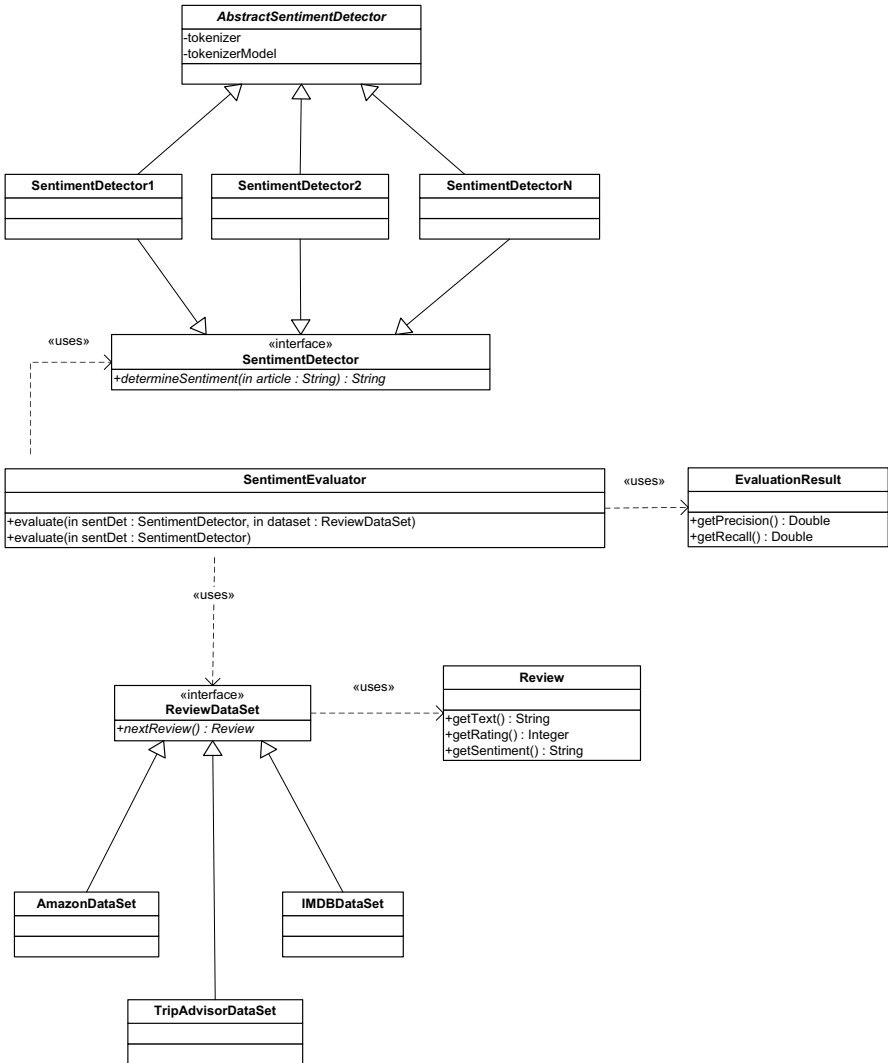 AbstractSentimentDetector
-tokenizer
-tokenizerModel
SentimentDetector1
SentimentDetector2
SentimentDetectorN
«uses»
«interface»
SentimentDetector
+determineSentiment(in article : String) : String
SentimentEvaluator
+evaluate(in sentDet : SentimentDetector, in dataset : ReviewDataSet)
+evaluate(in sentDet : SentimentDetector)
«uses»
EvaluationResult
+getPrecision() : Double
+getRecall() : Double
«uses»
«interface»
ReviewDataSet
+nextReview() : Review
«uses»
Review
+getText() : String
+getRating() : Integer
+getSentiment() : String
AmazonDataSet
IMDBDataSet
TripAdvisorDataSet